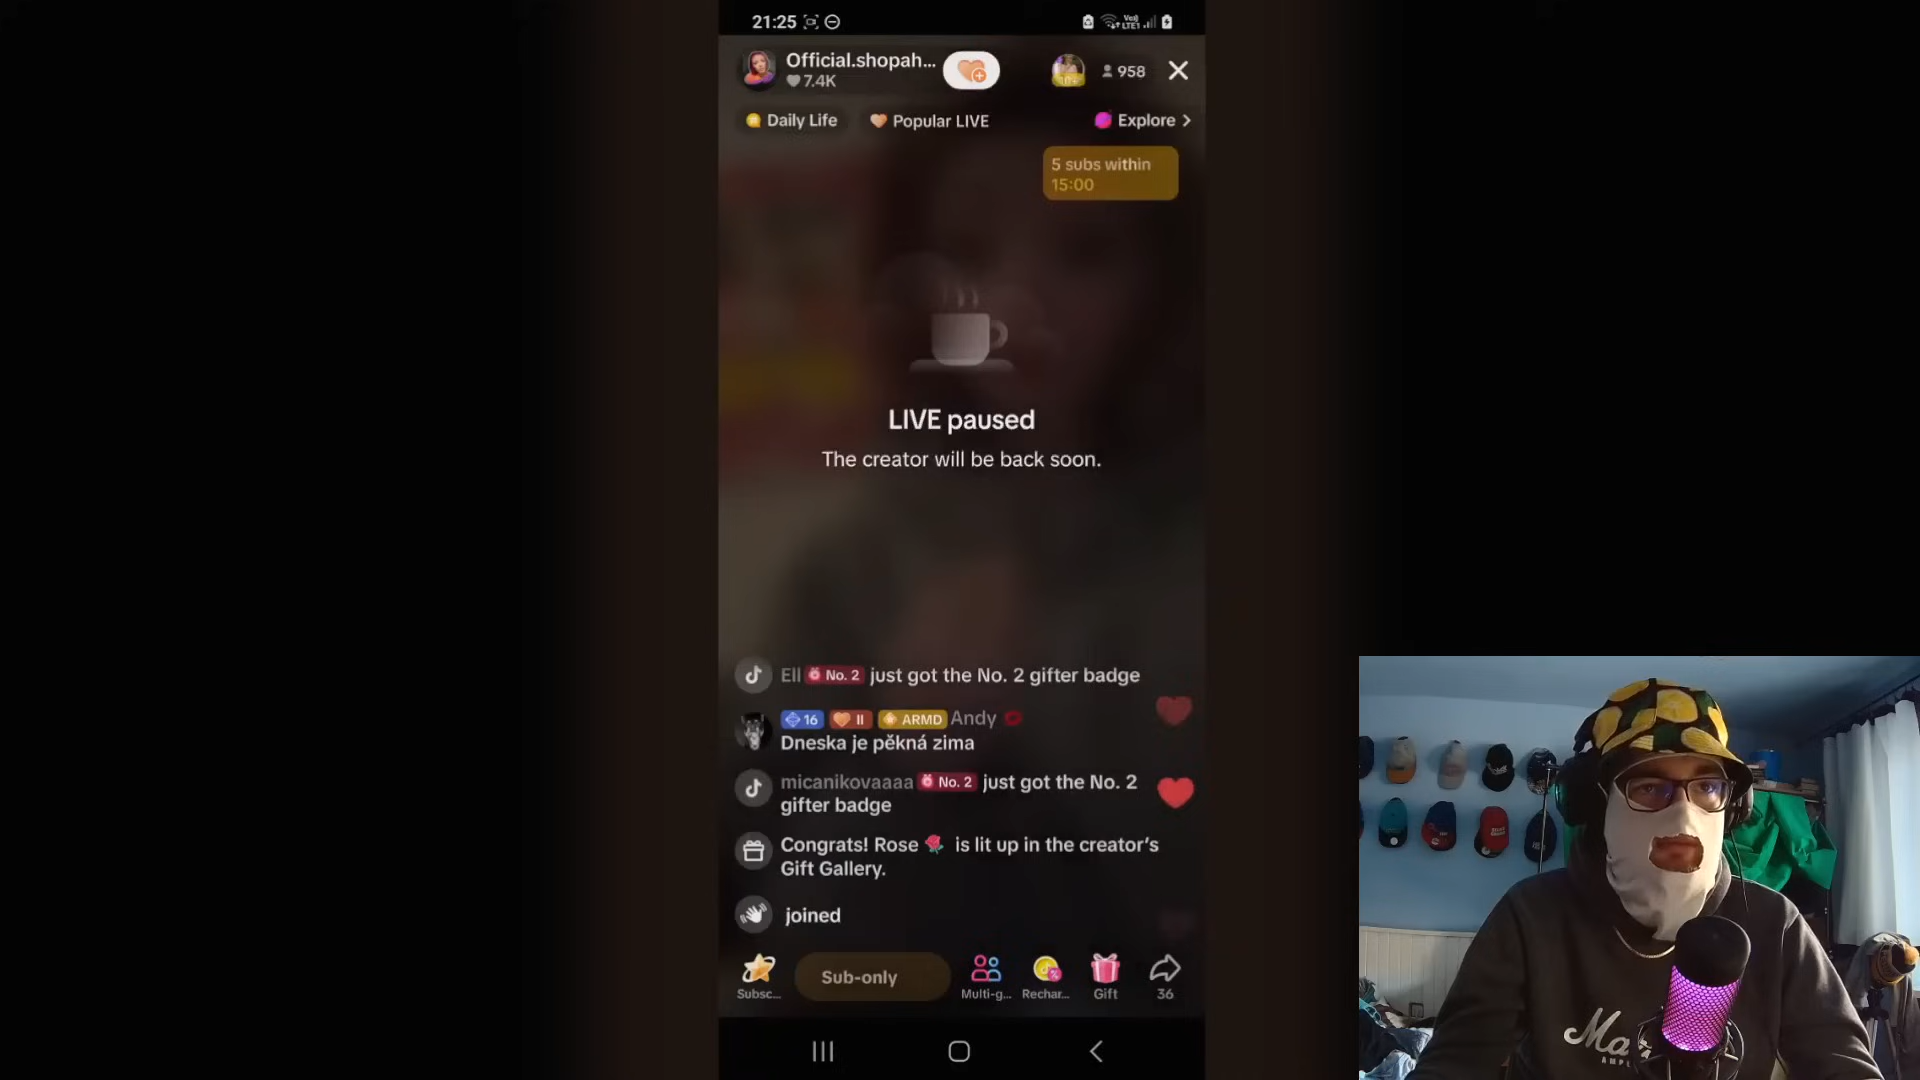 21:25
Official.shopah...
7.4K
958
Daily Life
Popular LIVE
Explore
5 subs within
15:00
LIVE paused
The creator will be back soon.
Ell No. 2 just got the No. 2 gifter badge
16 II ARMD Andy
Dneska je pěkná zima
micanikovaaaa No. 2 just got the No. 2
gifter badge
Congrats! Rose is lit up in the creator's
Gift Gallery.
joined
Subsc...
Sub-only
Multi-g...
Rechar...
Gift
36